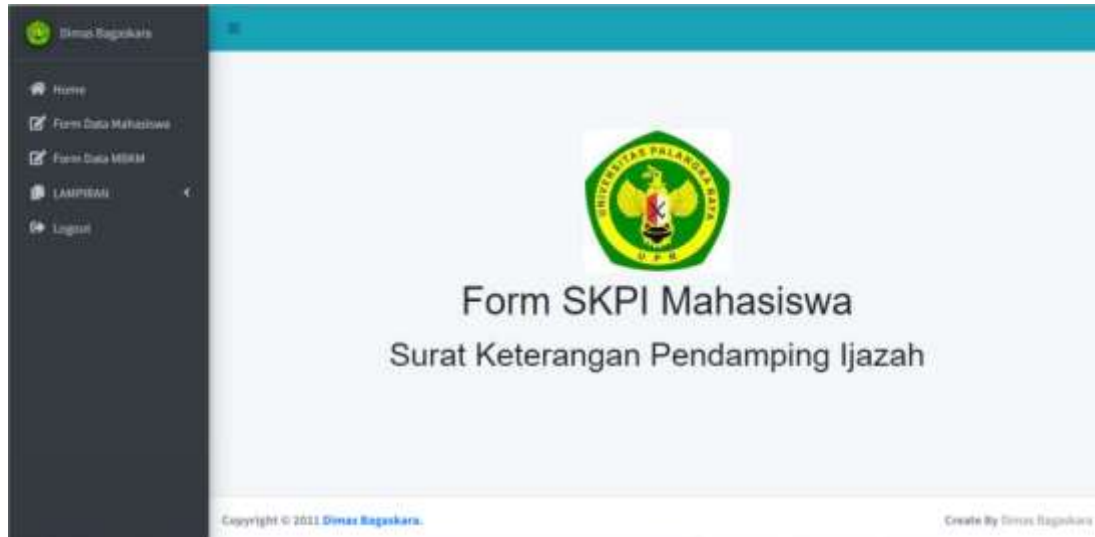 Dimas Bagaskara
Home
Form Data Mahasiswa
Form Data MBKM
LAMPIRAN
Logout
UNIVERSITAS PALANGKA RAYA
U P R
Form SKPI Mahasiswa
Surat Keterangan Pendamping Ijazah
Copyright © 2021 Dimas Bagaskara.
Create By Dimas Bagaskara